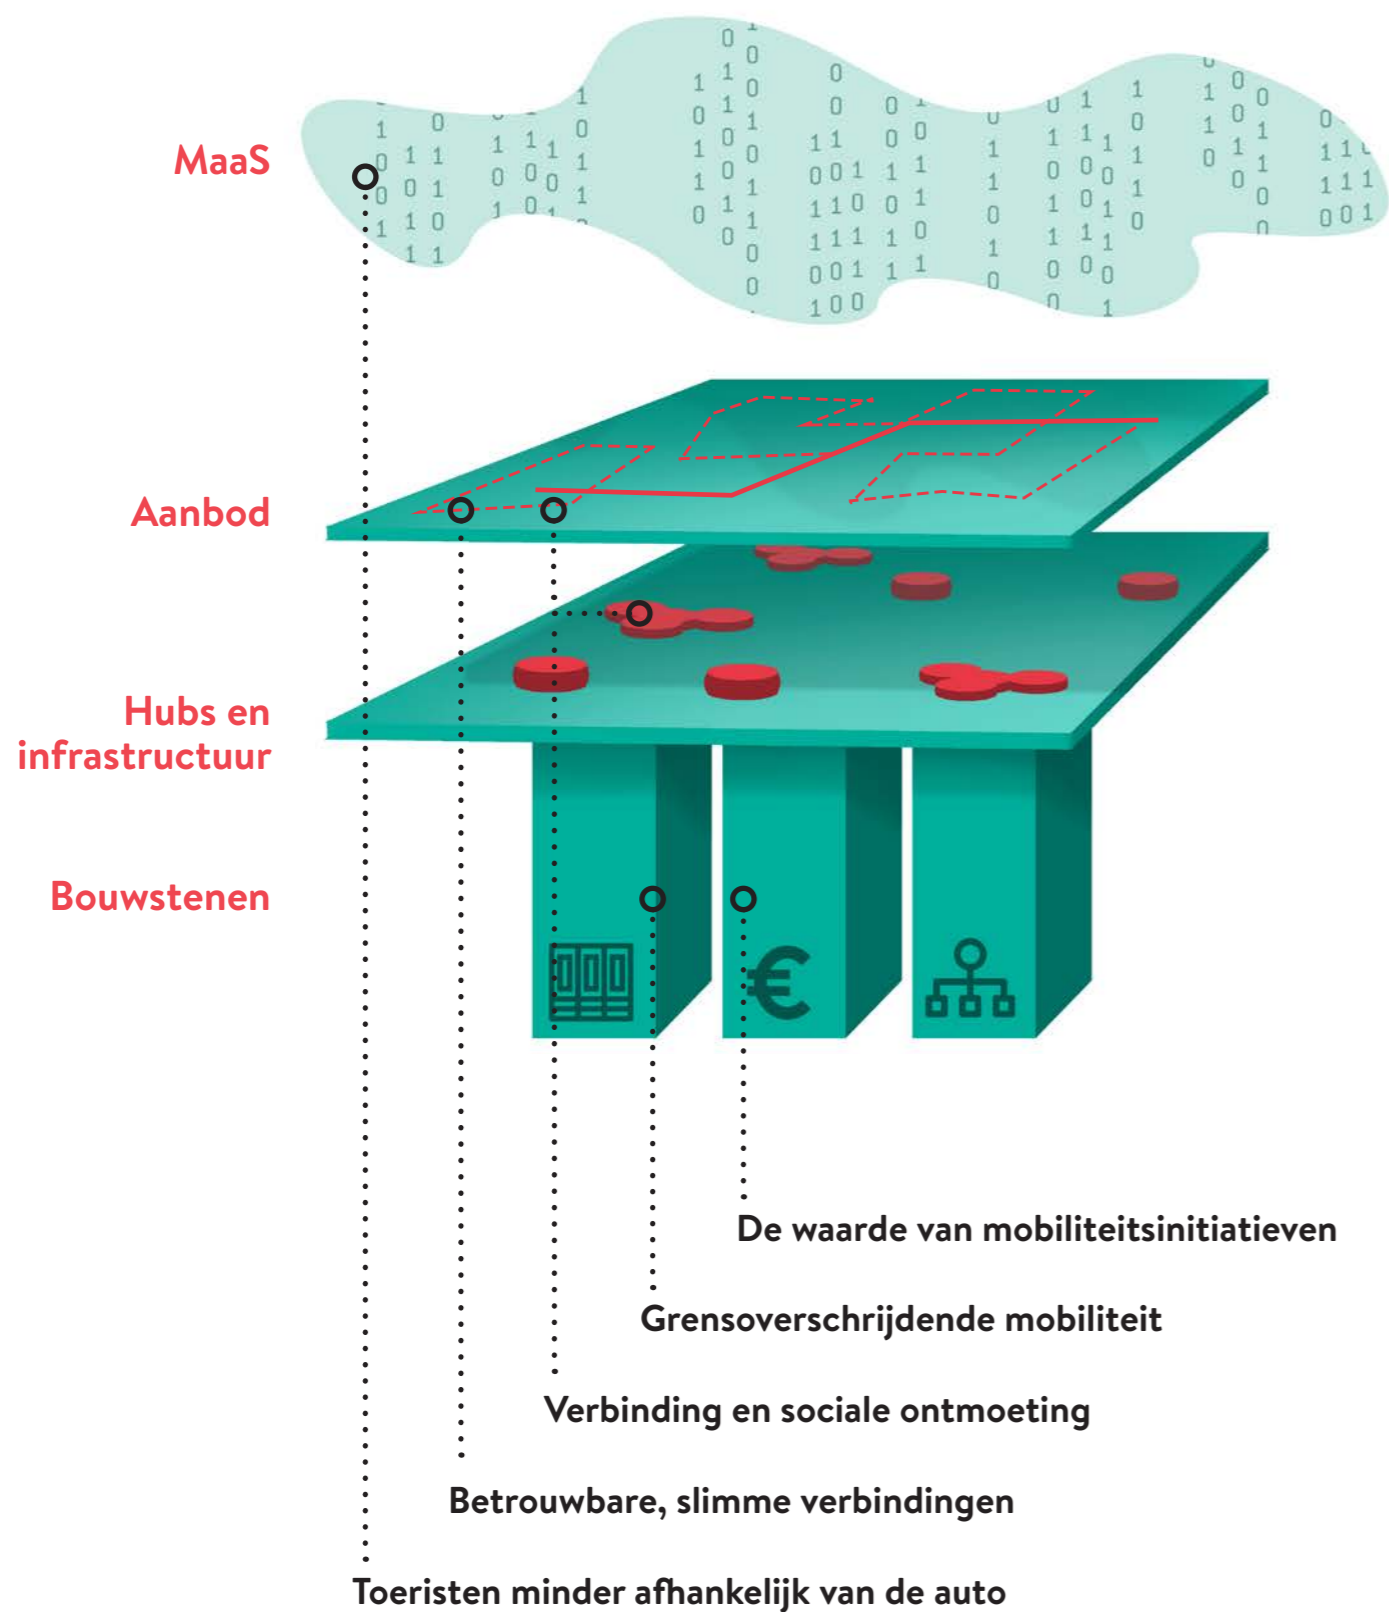 MaaS
Aanbod
Hubs en
infrastructuur
Bouwstenen
€
De waarde van mobiliteitsinitiatieven
Grensoverschrijdende mobiliteit
Verbinding en sociale ontmoeting
Betrouwbare, slimme verbindingen
Toeristen minder afhankelijk van de auto